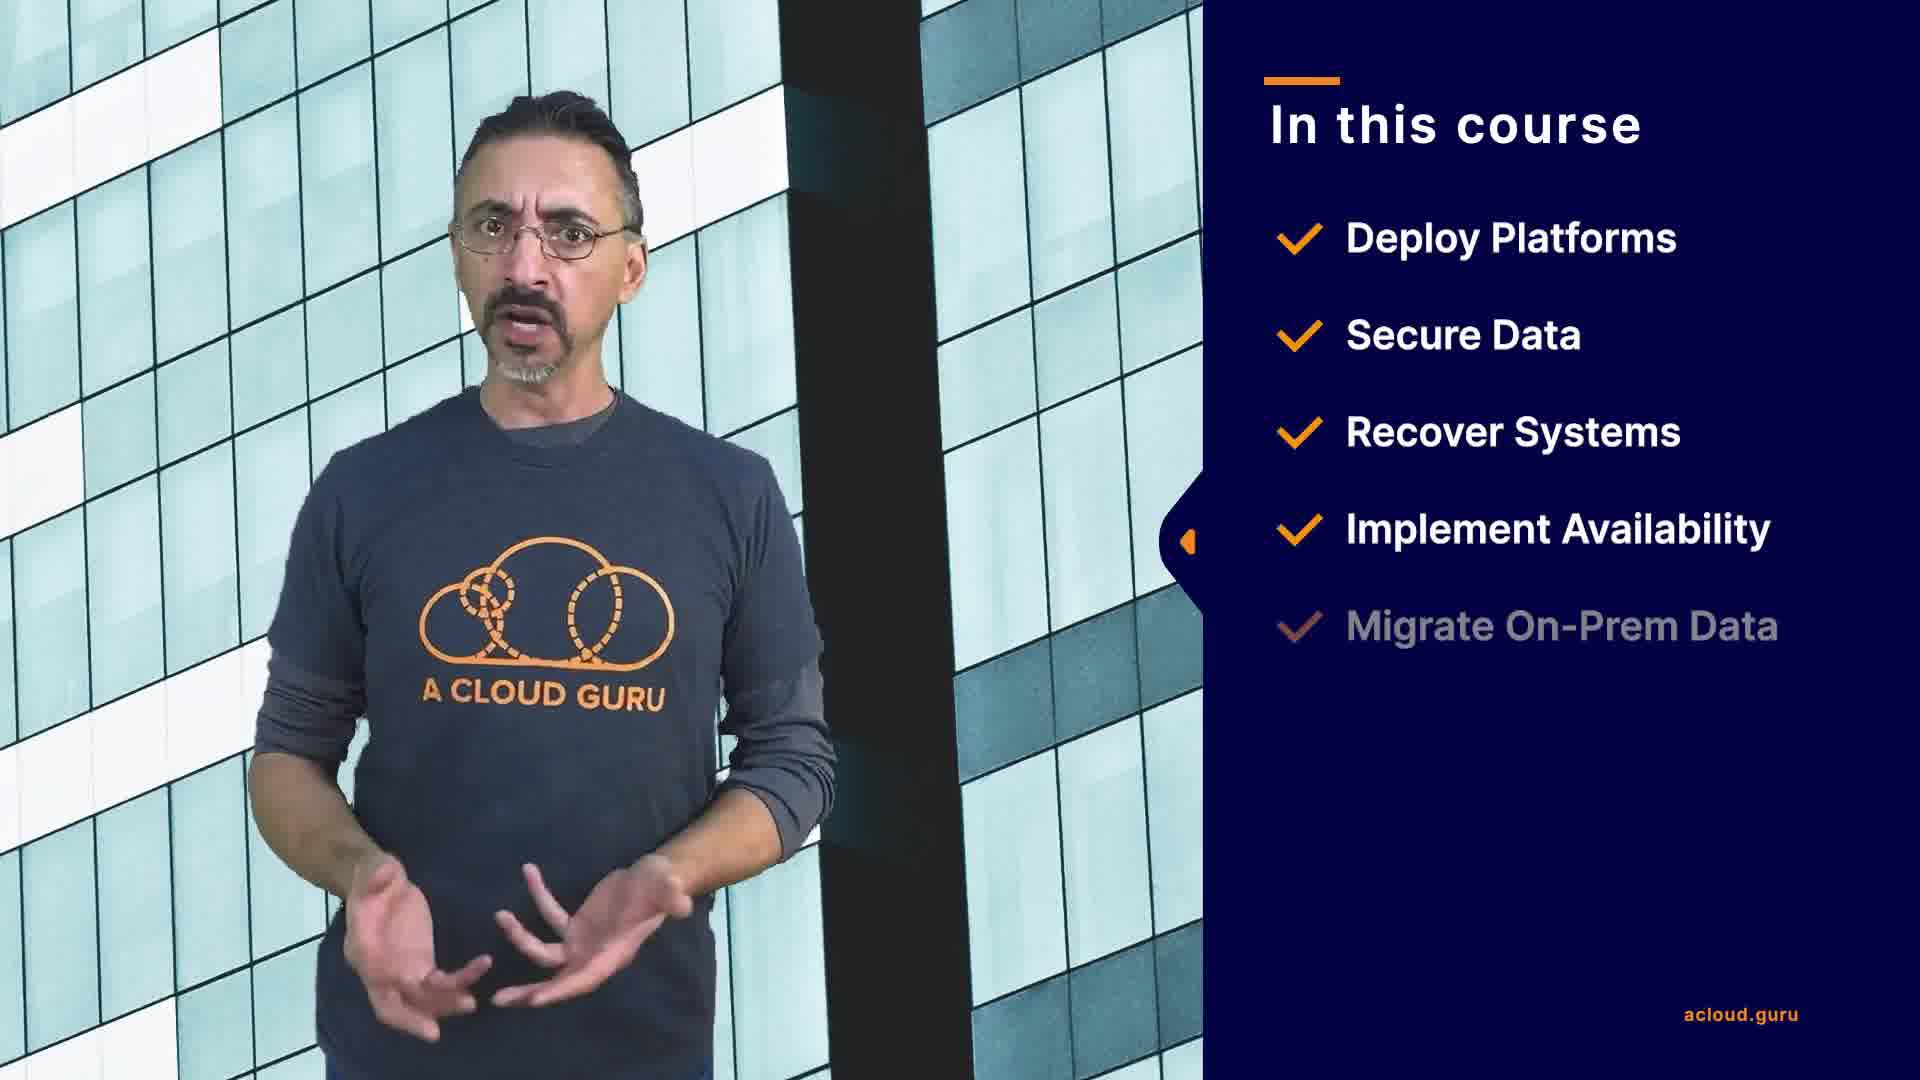 A CLOUD GURU
In this course
Deploy Platforms
Secure Data
Recover Systems
Implement Availability
Migrate On-Prem Data
acloud.guru